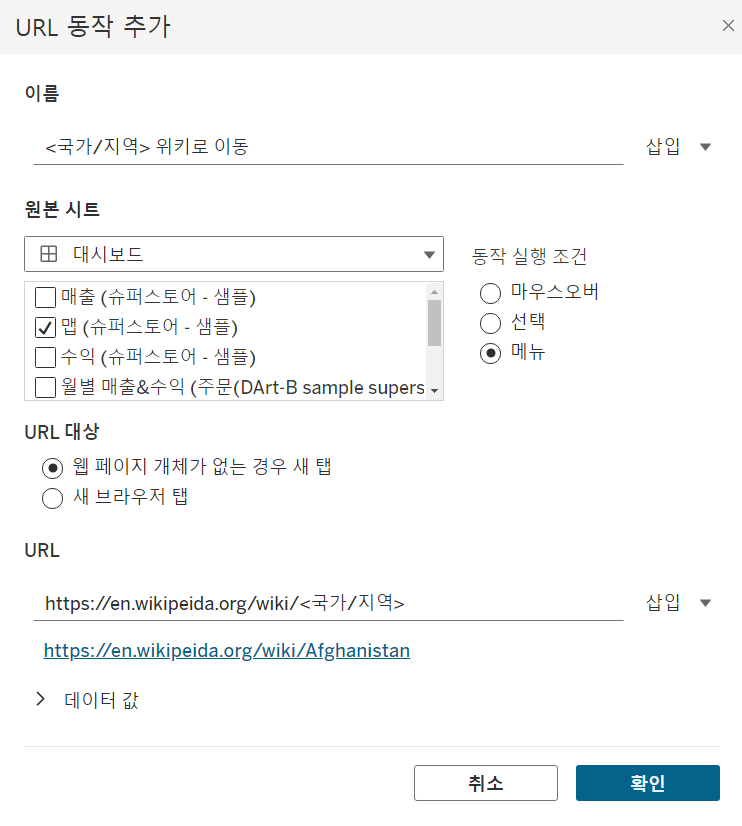 URL 동작 추가
이름
<국가/지역> 위키로 이동
삽입
원본 시트
대시보드
동작 실행 조건
매출 (슈퍼스토어 - 샘플)
맵 (슈퍼스토어 - 샘플)
수익 (슈퍼스토어 - 샘플)
월별 매출&수익 (주문(DArt-B sample supers
마우스오버
선택
메뉴
URL 대상
웹 페이지 개체가 없는 경우 새 탭
새 브라우저 탭
URL
https://en.wikipeida.org/wiki/<국가/지역>
삽입
https://en.wikipeida.org/wiki/Afghanistan
데이터 값
취소
확인